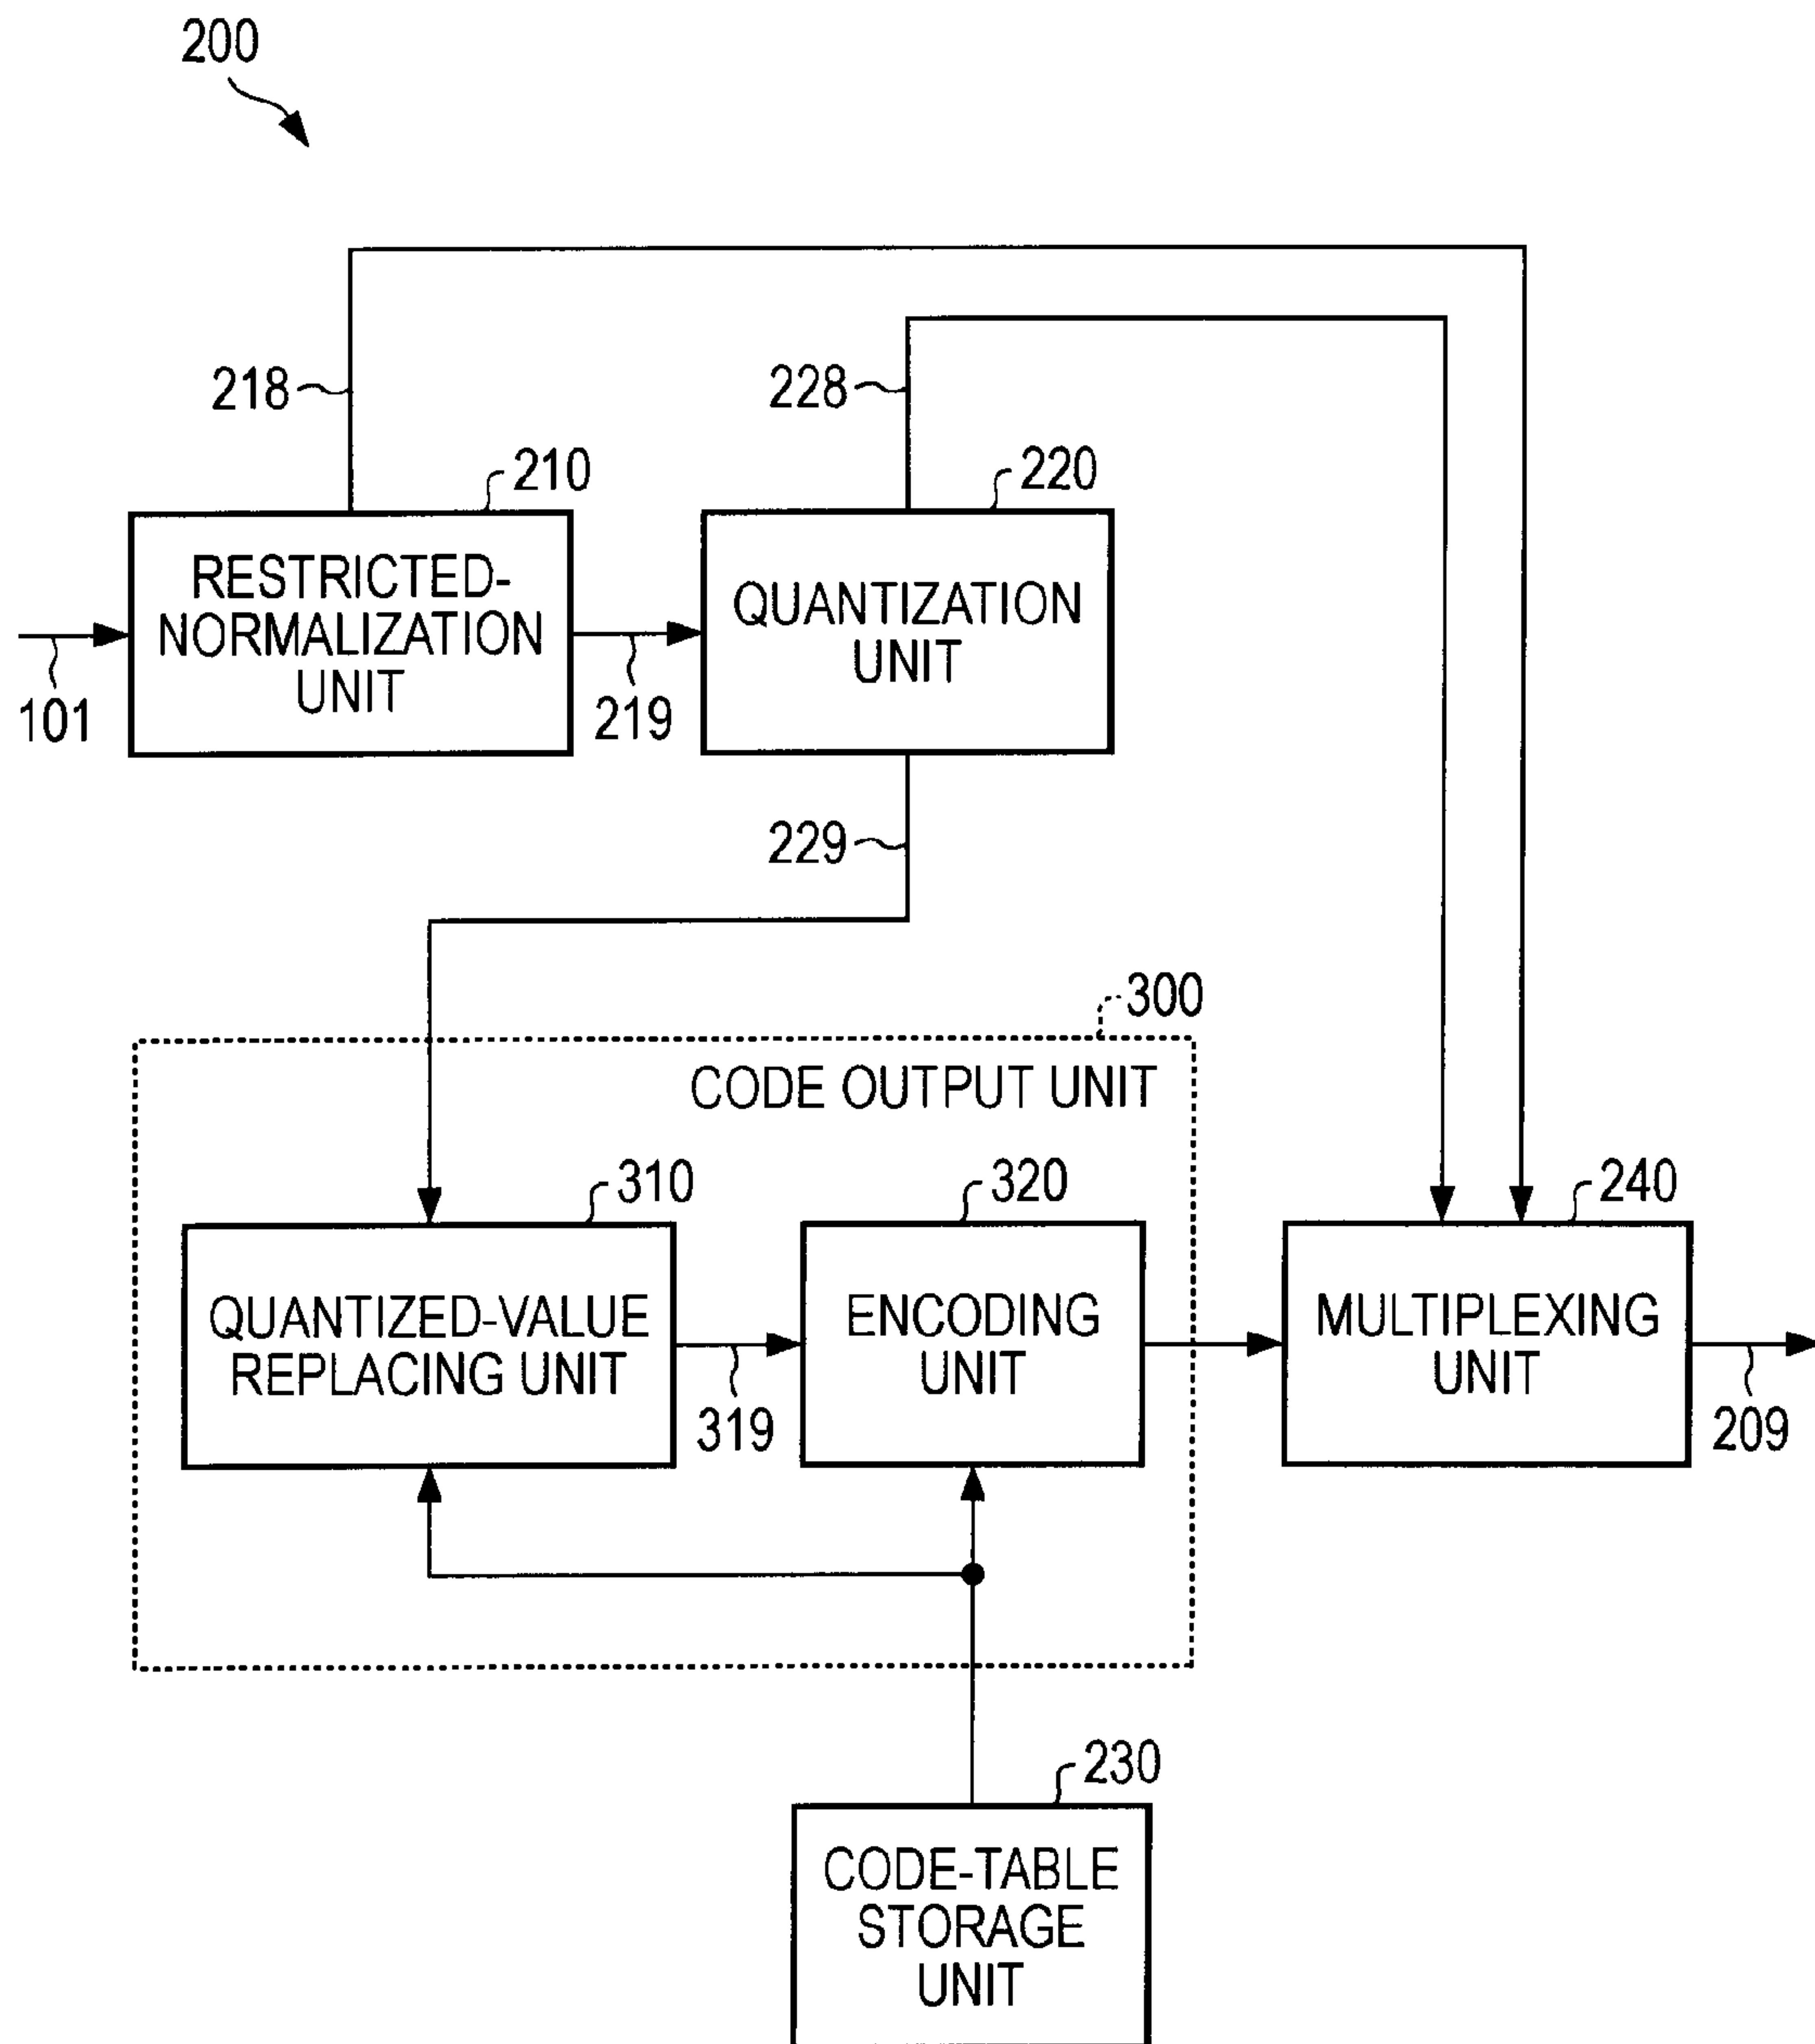 200
218
228
210
220
RESTRICTED-
NORMALIZATION
UNIT
QUANTIZATION
UNIT
101
219
229
300
CODE OUTPUT UNIT
310
320
240
QUANTIZED-VALUE
REPLACING UNIT
ENCODING
UNIT
MULTIPLEXING
UNIT
319
209
230
CODE-TABLE
STORAGE
UNIT